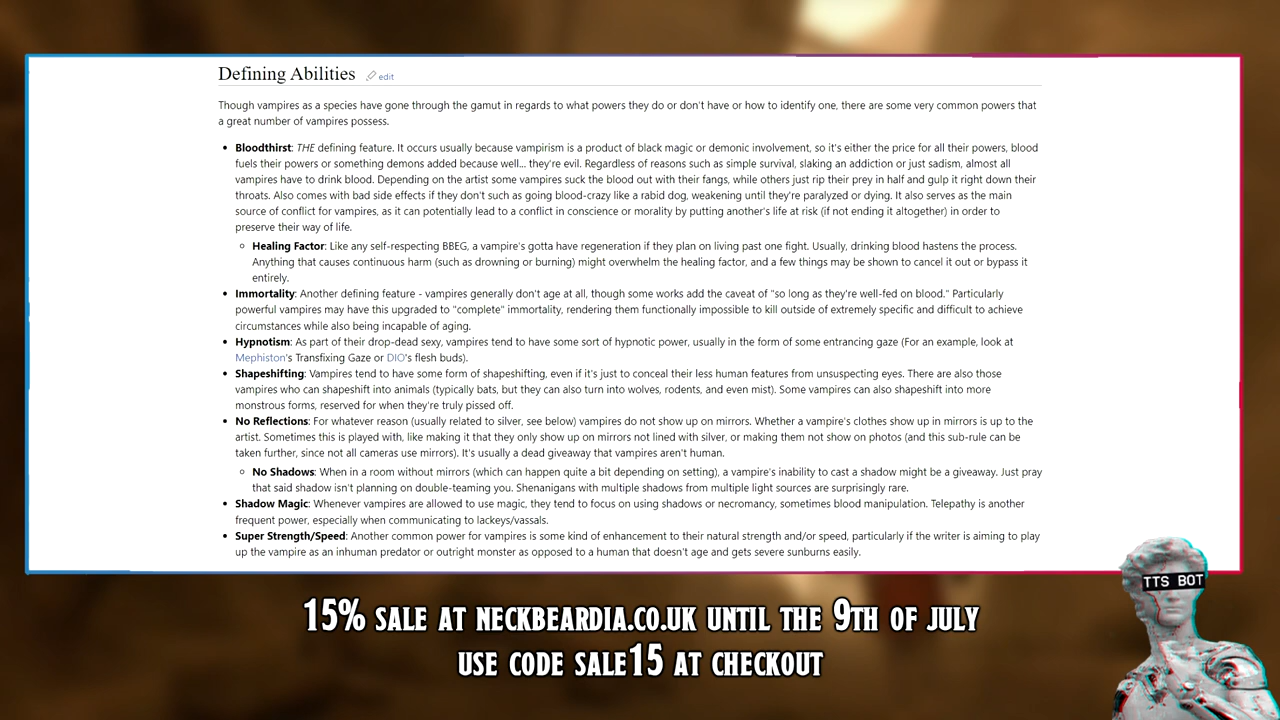 Defining Abilities edit
Though vampires as a species have gone through the gamut in regards to what powers they do or don't have or how to identify one, there are some very common powers that
a great number of vampires possess.
• Bloodthirst: THE defining feature. It occurs usually because vampirism is a product of black magic or demonic involvement, so it's either the price for all their powers, blood
fuels their powers or something demons added because well... they're evil. Regardless of reasons such as simple survival, slaking an addiction or just sadism, almost all
vampires have to drink blood. Depending on the artist some vampires suck the blood out with their fangs, while others just rip their prey in half and gulp it right down their
throats. Also comes with bad side effects if they don't such as going blood-crazy like a rabid dog, weakening until they're paralyzed or dying. It also serves as the main
source of conflict for vampires, as it can potentially lead to a conflict in conscience or morality by putting another's life at risk (if not ending it altogether) in order to
preserve their way of life.
◦ Healing Factor: Like any self-respecting BBEG, a vampire's gotta have regeneration if they plan on living past one fight. Usually, drinking blood hastens the process.
Anything that causes continuous harm (such as drowning or burning) might overwhelm the healing factor, and a few things may be shown to cancel it out or bypass it
entirely.
• Immortality: Another defining feature - vampires generally don't age at all, though some works add the caveat of "so long as they're well-fed on blood." Particularly
powerful vampires may have this upgraded to "complete" immortality, rendering them functionally impossible to kill outside of extremely specific and difficult to achieve
circumstances while also being incapable of aging.
• Hypnotism: As part of their drop-dead sexy, vampires tend to have some sort of hypnotic power, usually in the form of some entrancing gaze (For an example, look at
Mephiston's Transfixing Gaze or DIO's flesh buds).
• Shapeshifting: Vampires tend to have some form of shapeshifting, even if it's just to conceal their less human features from unsuspecting eyes. There are also those
vampires who can shapeshift into animals (typically bats, but they can also turn into wolves, rodents, and even mist). Some vampires can also shapeshift into more
monstrous forms, reserved for when they're truly pissed off.
• No Reflections: For whatever reason (usually related to silver, see below) vampires do not show up on mirrors. Whether a vampire's clothes show up in mirrors is up to the
artist. Sometimes this is played with, like making it that they only show up on mirrors not lined with silver, or making them not show on photos (and this sub-rule can be
taken further, since not all cameras use mirrors). It's usually a dead giveaway that vampires aren't human.
◦ No Shadows: When in a room without mirrors (which can happen quite a bit depending on setting), a vampire's inability to cast a shadow might be a giveaway. Just pray
that said shadow isn't planning on double-teaming you. Shenanigans with multiple shadows from multiple light sources are surprisingly rare.
• Shadow Magic: Whenever vampires are allowed to use magic, they tend to focus on using shadows or necromancy, sometimes blood manipulation. Telepathy is another
frequent power, especially when communicating to lackeys/vassals.
• Super Strength/Speed: Another common power for vampires is some kind of enhancement to their natural strength and/or speed, particularly if the writer is aiming to play
up the vampire as an inhuman predator or outright monster as opposed to a human that doesn't age and gets severe sunburns easily.
TTS BOT
15% SALE AT NECKBEARDIA.CO.UK UNTIL THE 9TH OF JULY
USE CODE SALE15 AT CHECKOUT